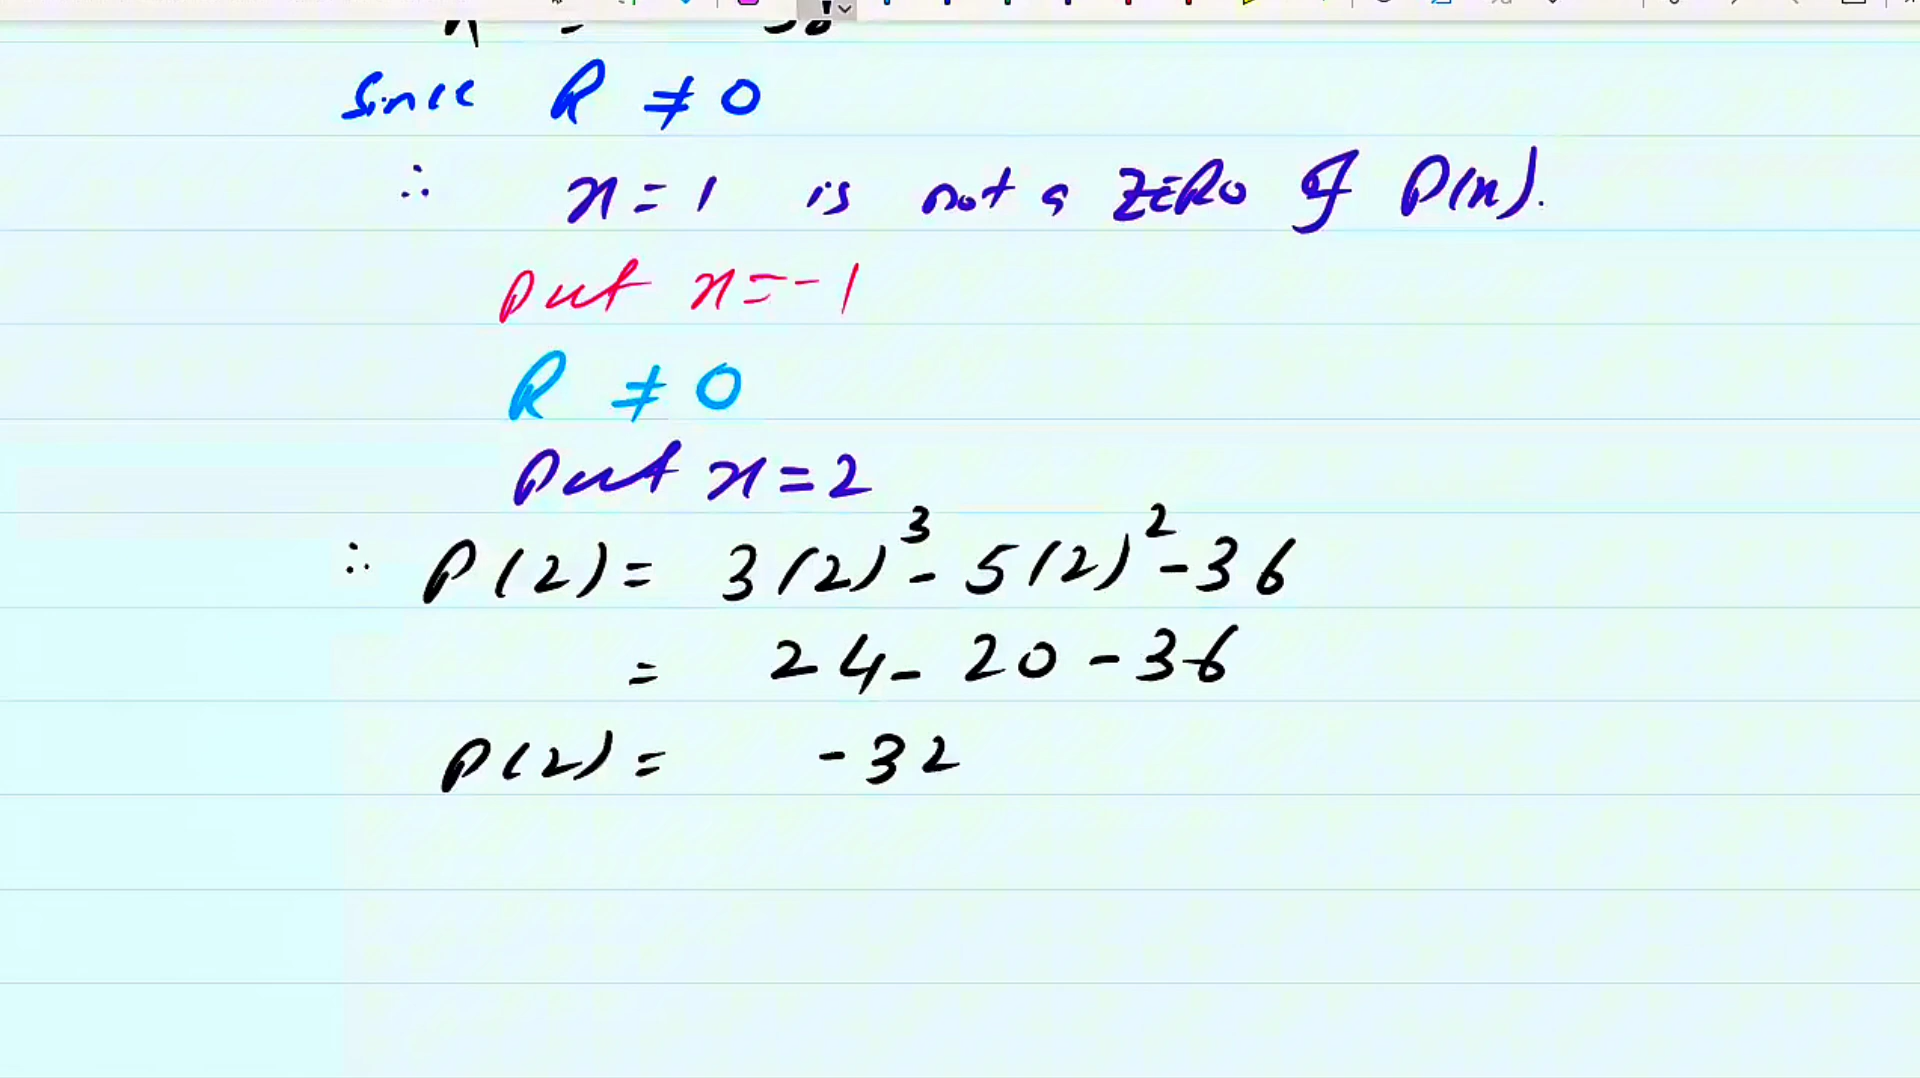 Since R ≠ 0
∴ x = 1 is not a ZERO of P(x).
put x = -1
R ≠ 0
put x = 2
∴ P(2) = 3(2)³ - 5(2)² - 36
= 24 - 20 - 36
P(2) = -32